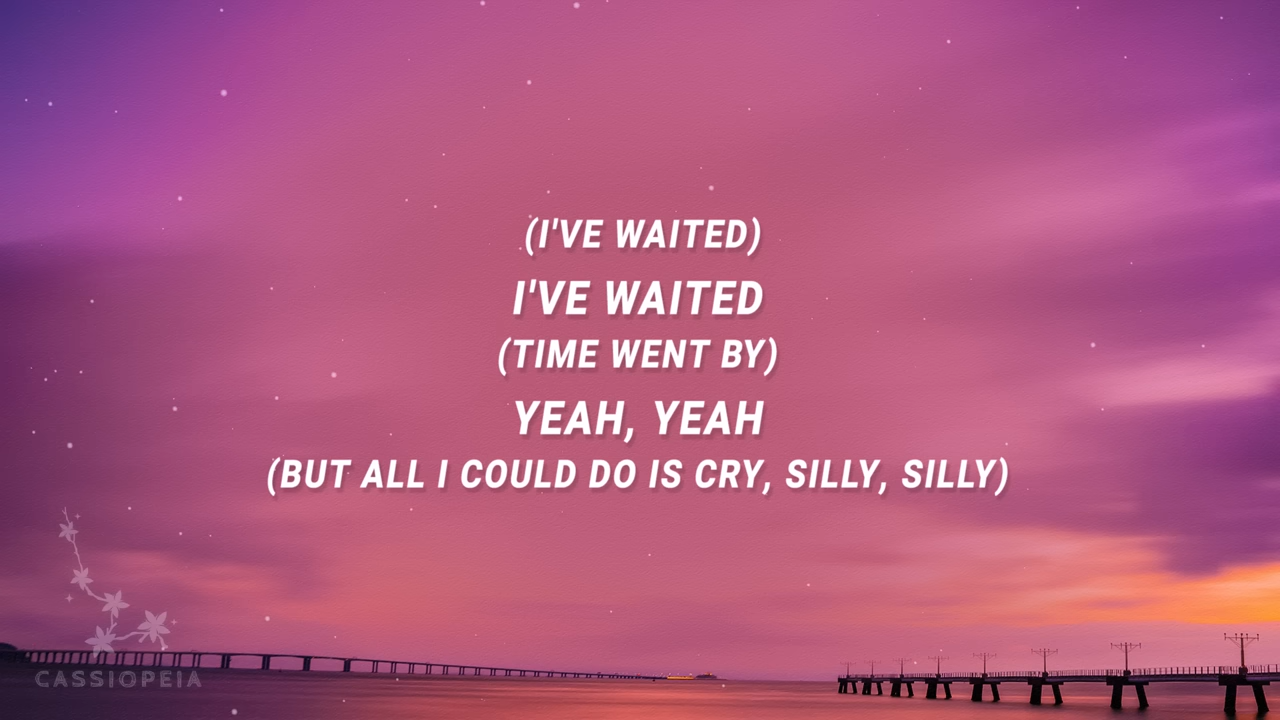 (I'VE WAITED)
I'VE WAITED
(TIME WENT BY)
YEAH, YEAH
(BUT ALL I COULD DO IS CRY, SILLY, SILLY)
CASSIOPEIA